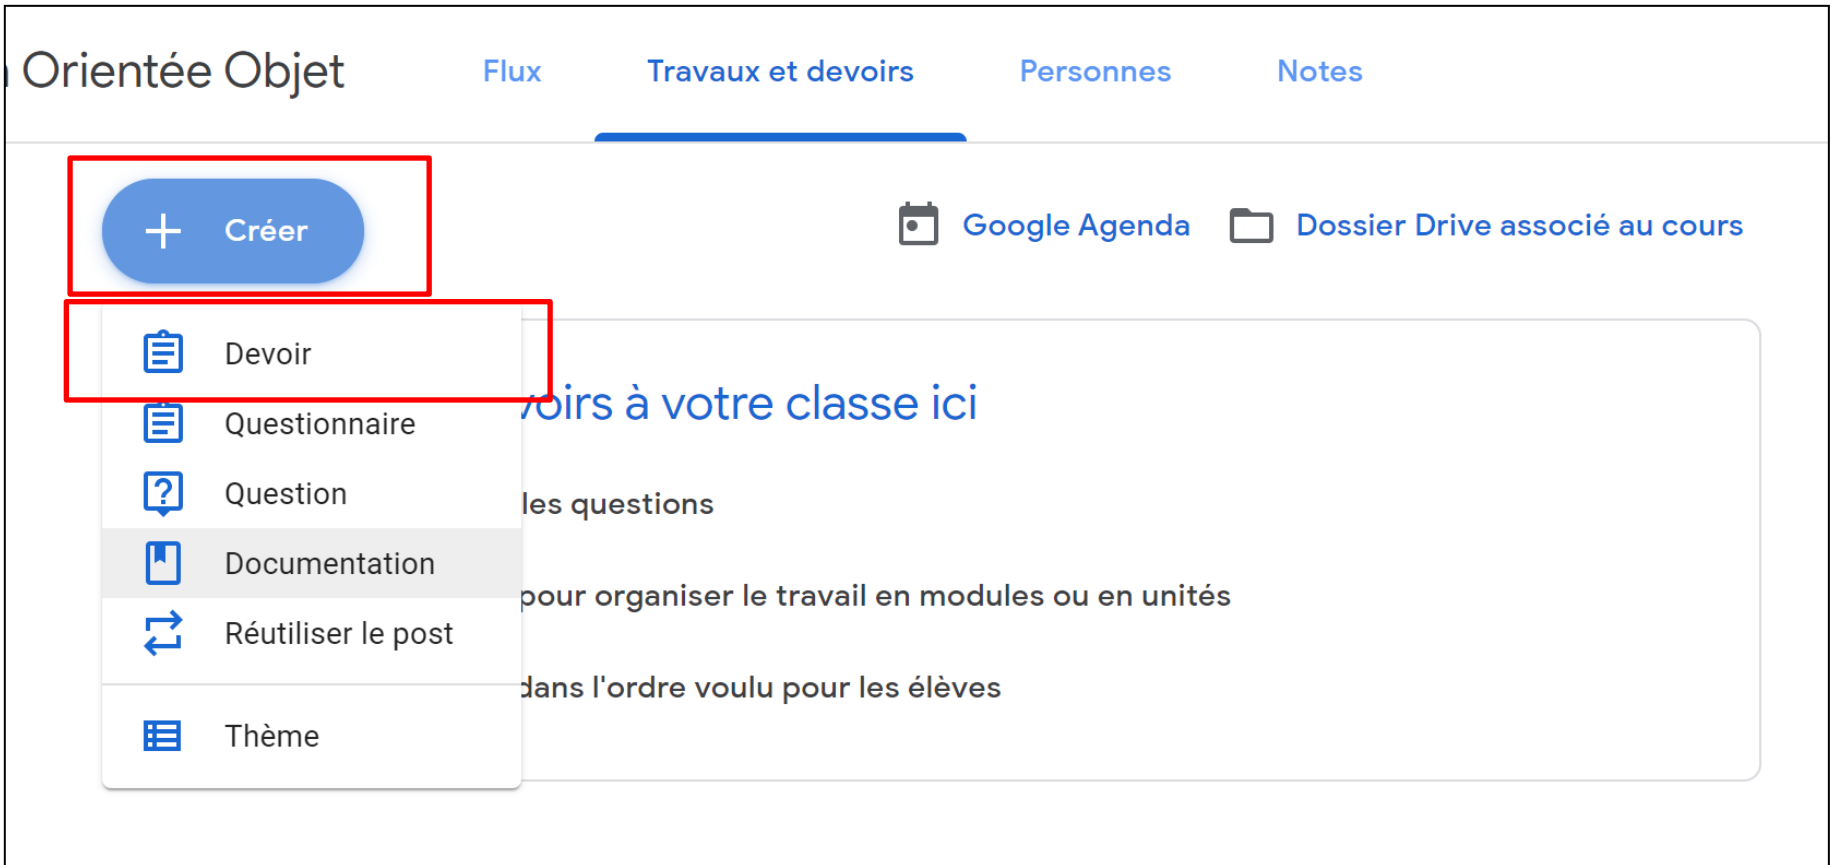 Orientée Objet
Flux
Travaux et devoirs
Personnes
Notes
Créer
Google Agenda
Dossier Drive associé au cours
Devoir
Questionnaire
Question
Documentation
Réutiliser le post
Thème
voirs à votre classe ici
les questions
pour organiser le travail en modules ou en unités
dans l'ordre voulu pour les élèves